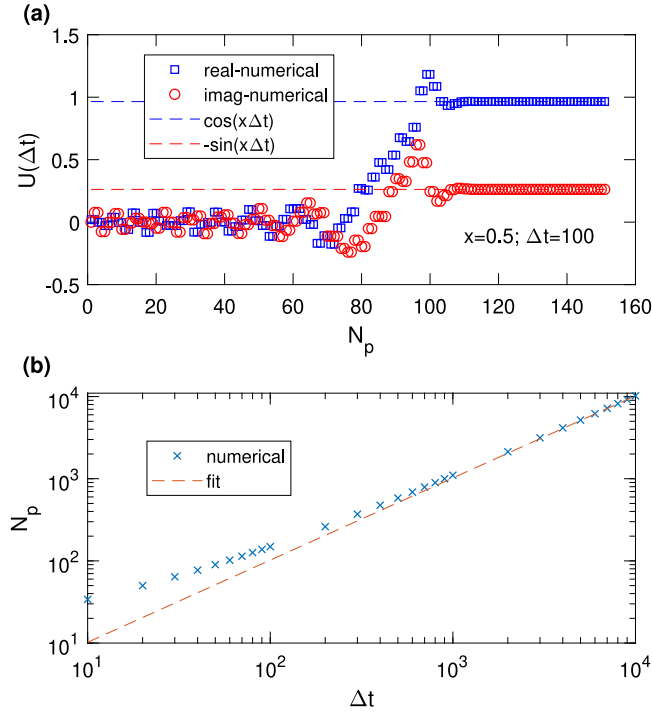 (a)
1.5
1
0.5
0
-0.5
U(Δt)
real-numerical
imag-numerical
cos(xΔt)
-sin(xΔt)
x=0.5; Δt=100
0 20 40 60 80 100 120 140 160
N_p
(b)
10^4
10^3
10^2
10^1
N_p
numerical
fit
10^1 10^2 10^3 10^4
Δt